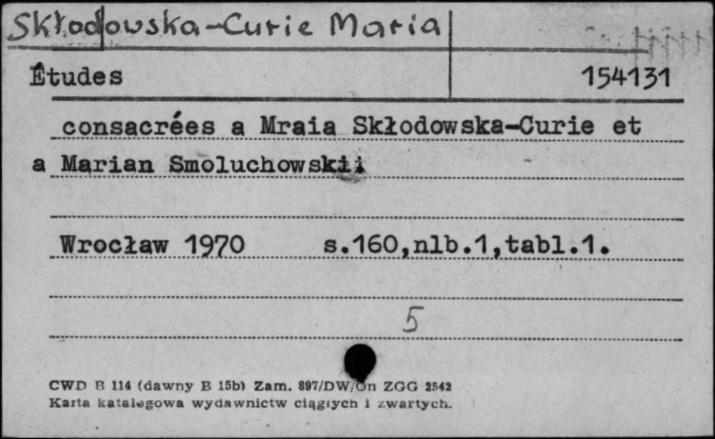 Skłodowska-Curie Maria
Études 154131
consacrées a Mraia Skłodowska-Curie et
a Marian Smoluchowskii
Wrocław 1970 s.160,nlb.1,tabl.1.
5
CWD B 114 (dawny B 15b) Zam. 897/DW/On ZGG 2542
Karta katalogowa wydawnictw ciągłych i zwartych.